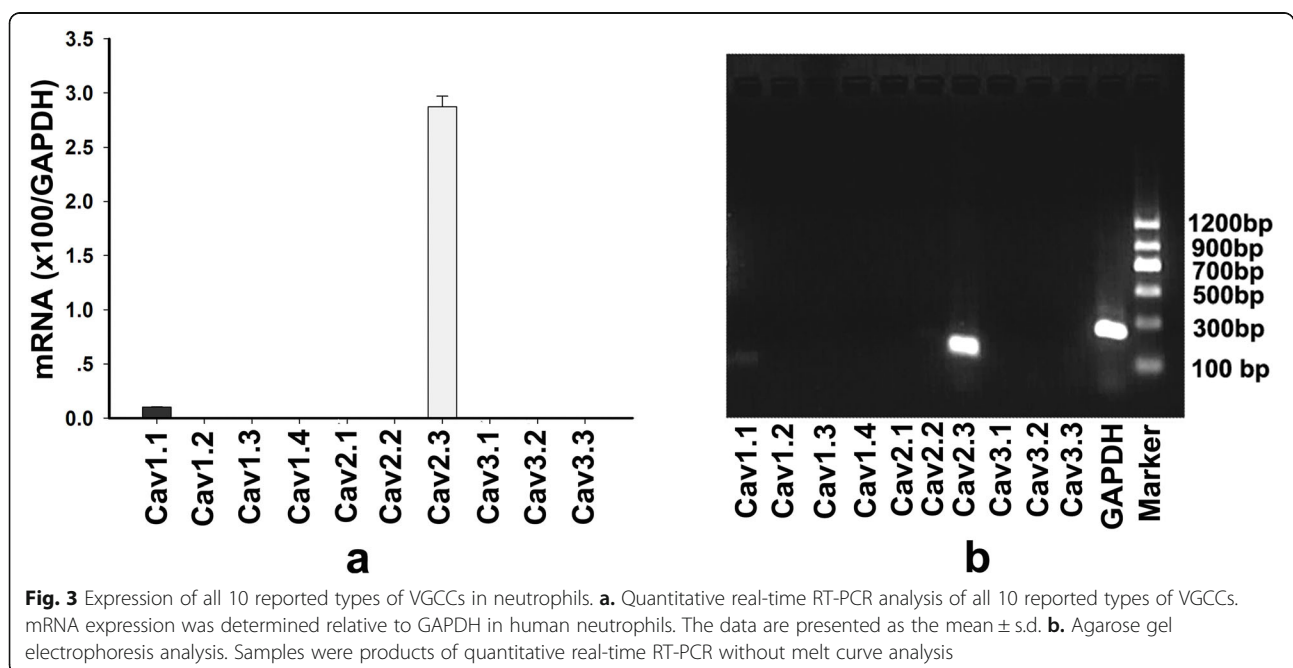 mRNA (x100/GAPDH)
3.5
3.0
2.5
2.0
1.5
1.0
.5
0.0
Cav1.1
Cav1.2
Cav1.3
Cav1.4
Cav2.1
Cav2.2
Cav2.3
Cav3.1
Cav3.2
Cav3.3
a
1200bp
900bp
700bp
500bp
300bp
100 bp
Cav1.1
Cav1.2
Cav1.3
Cav1.4
Cav2.1
Cav2.2
Cav2.3
Cav3.1
Cav3.2
Cav3.3
GAPDH
Marker
b
Fig. 3 Expression of all 10 reported types of VGCCs in neutrophils. a. Quantitative real-time RT-PCR analysis of all 10 reported types of VGCCs.
mRNA expression was determined relative to GAPDH in human neutrophils. The data are presented as the mean ± s.d. b. Agarose gel
electrophoresis analysis. Samples were products of quantitative real-time RT-PCR without melt curve analysis